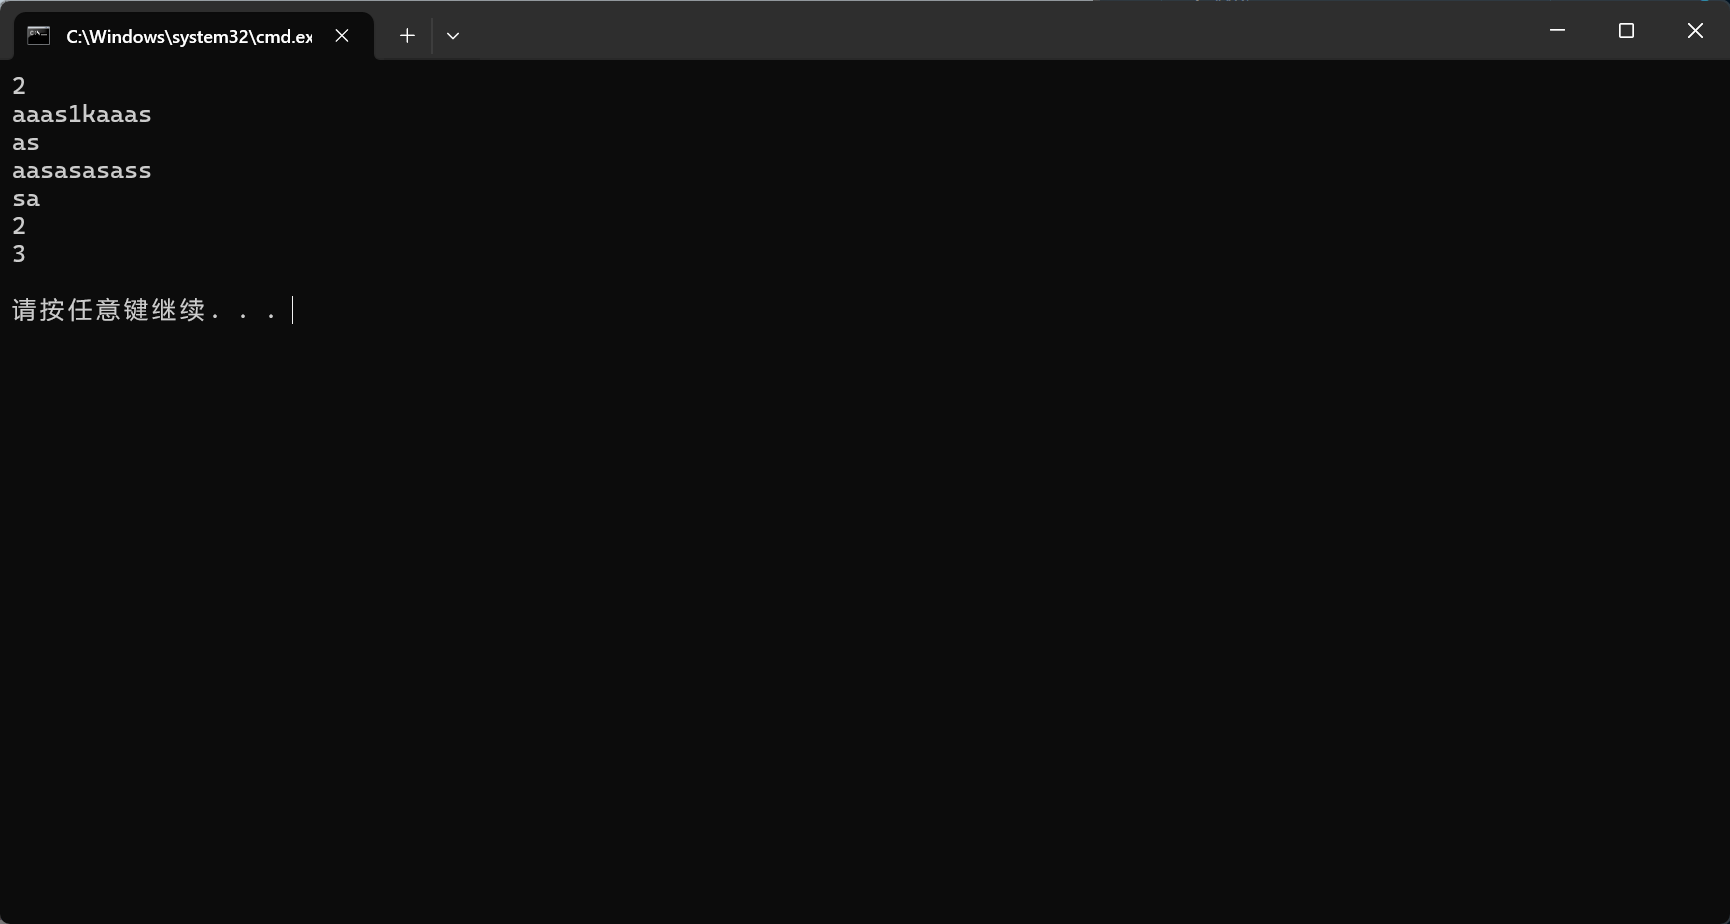 C:\Windows\system32\cmd.ex
2
aaas1kaaas
as
aasasasass
sa
2
3
请按任意键继续. . .